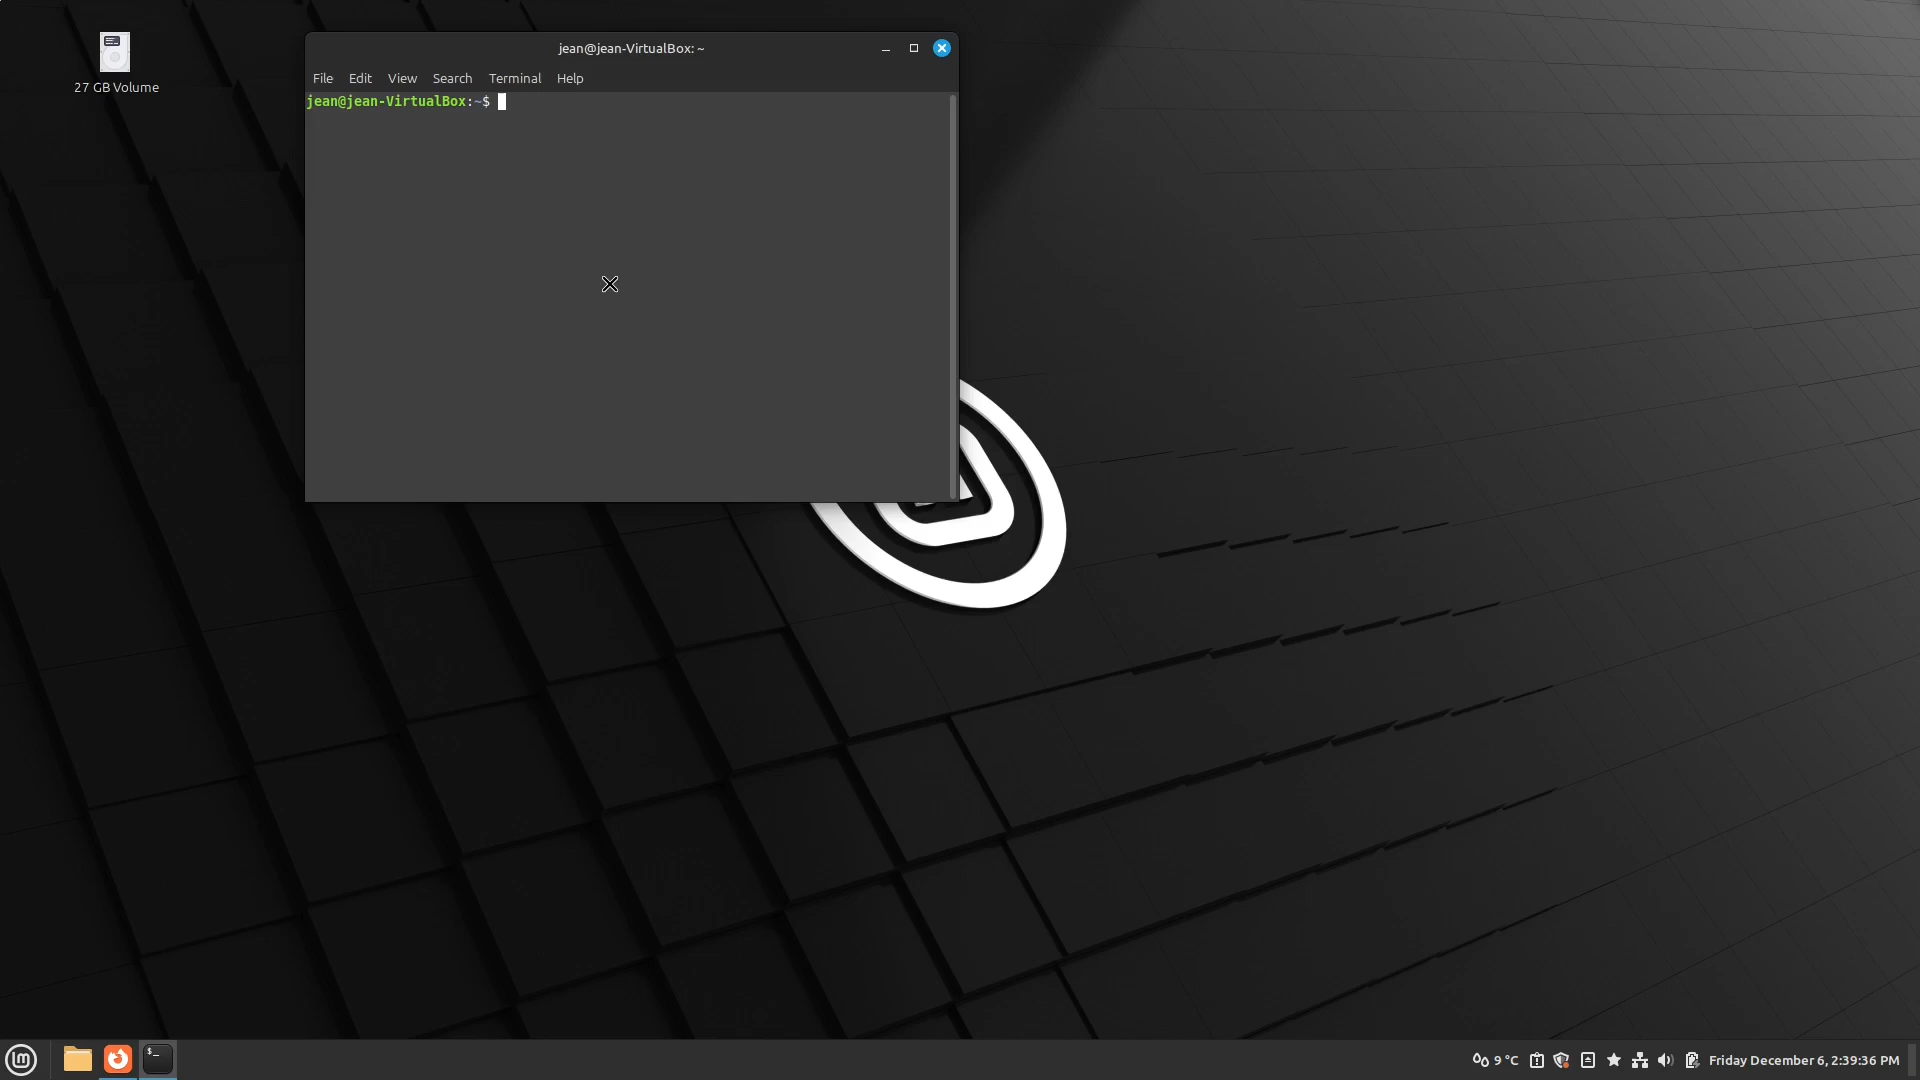 27 GB Volume
jean@jean-VirtualBox: ~
File Edit View Search Terminal Help
jean@jean-VirtualBox:~$
9 °C Friday December 6, 2:39:36 PM